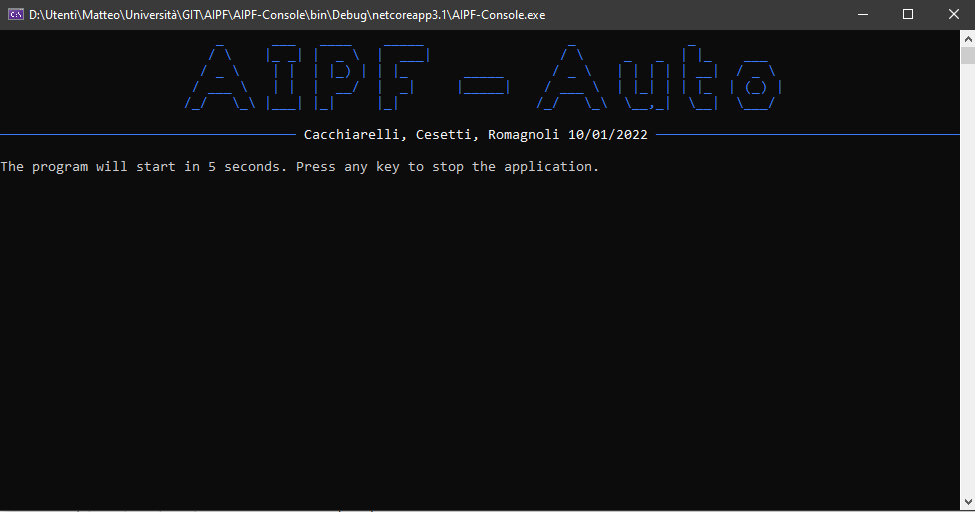 D:\Utenti\Matteo\Università\GIT\AIPF\AIPF-Console\bin\Debug\netcoreapp3.1\AIPF-Console.exe
AIPF - Auto
Cacchiarelli, Cesetti, Romagnoli 10/01/2022
The program will start in 5 seconds. Press any key to stop the application.